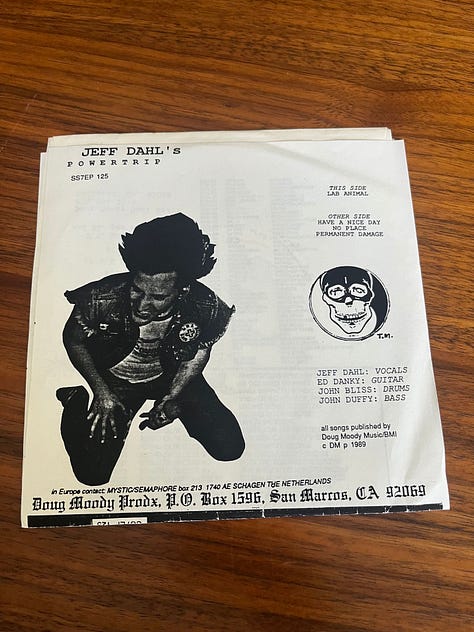 JEFF DAHL's
POWERTRIP
SS7EP 125
THIS SIDE
LAB ANIMAL
OTHER SIDE
HAVE A NICE DAY
NO PLACE
PERMANENT DAMAGE
T.M.
JEFF DAHL: VOCALS
ED DANKY: GUITAR
JOHN BLISS: DRUMS
JOHN DUFFY: BASS
all songs published by
Doug Moody Music/BMI
c DM p 1989
in Europe contact: MYSTIC/SEMAPHORE box 213 1740 AE SCHAGEN THE NETHERLANDS
Doug Moody Prodx, P.O. Box 1596, San Marcos, CA 92069